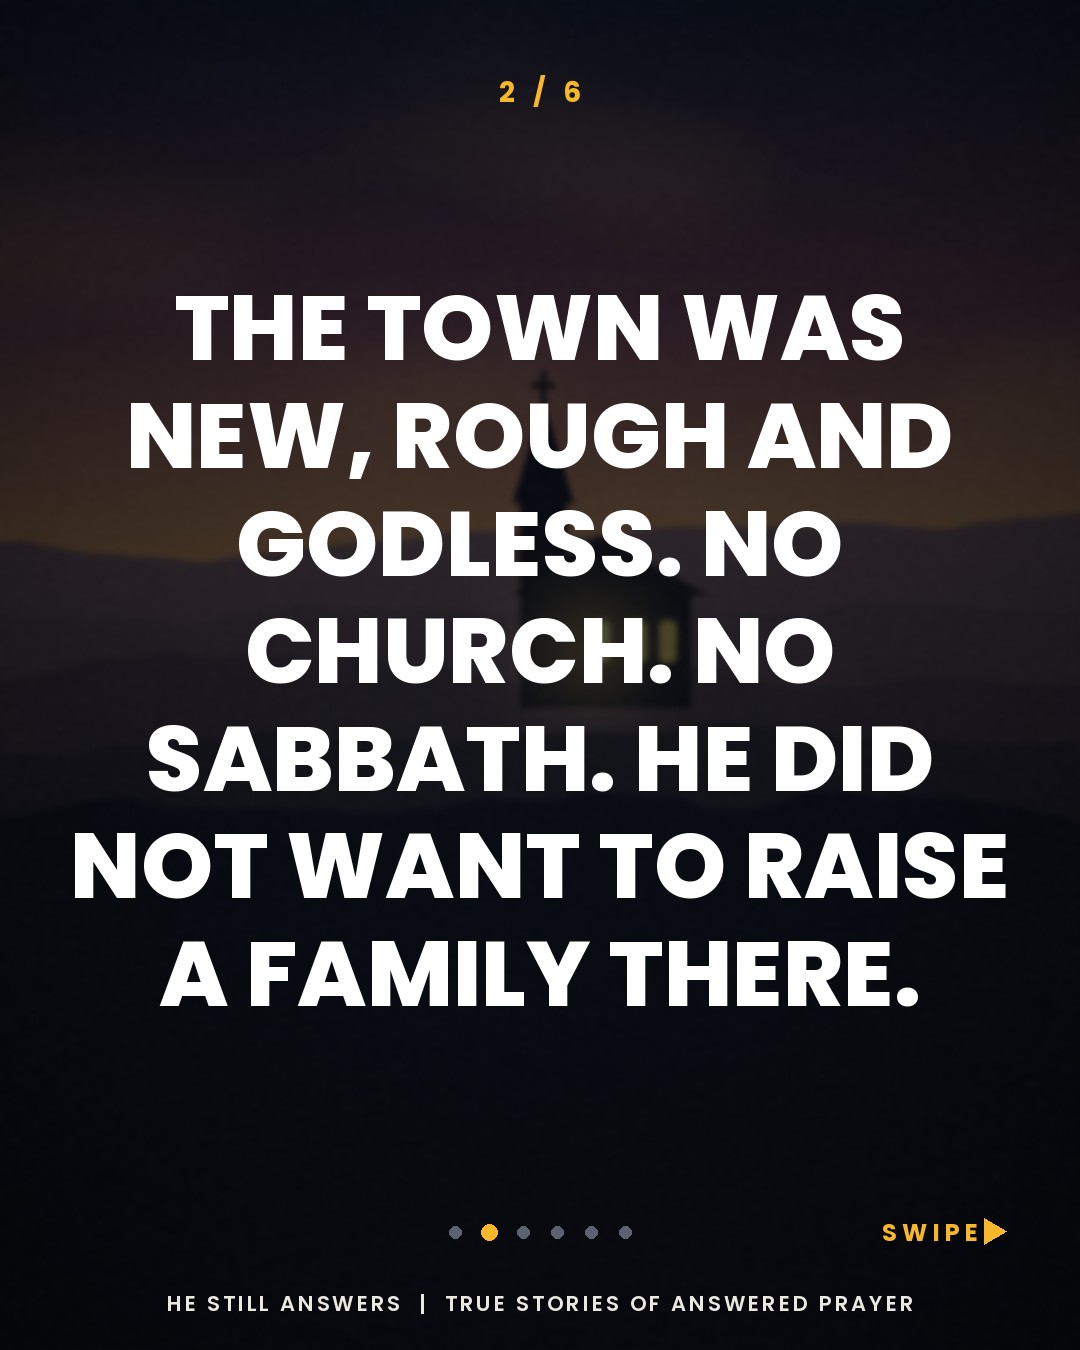 2 / 6
THE TOWN WAS
NEW, ROUGH AND
GODLESS. NO
CHURCH. NO
SABBATH. HE DID
NOT WANT TO RAISE
A FAMILY THERE.
SWIPE
HE STILL ANSWERS | TRUE STORIES OF ANSWERED PRAYER